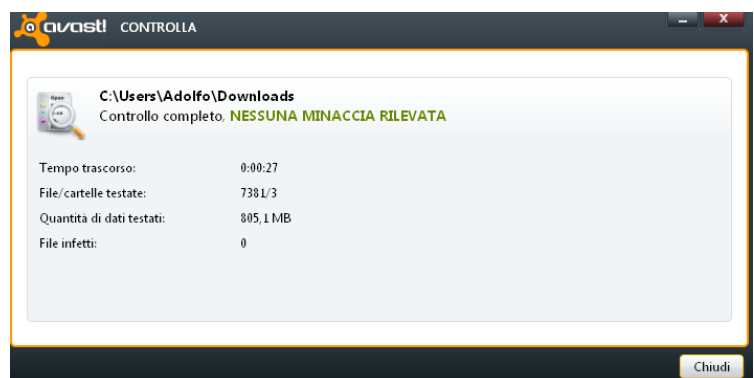 avast! CONTROLLA
C:\Users\Adolfo\Downloads
Controllo completo, NESSUNA MINACCIA RILEVATA
Tempo trascorso: 0:00:27
File/cartelle testate: 7381/3
Quantità di dati testati: 805,1 MB
File infetti: 0
Chiudi